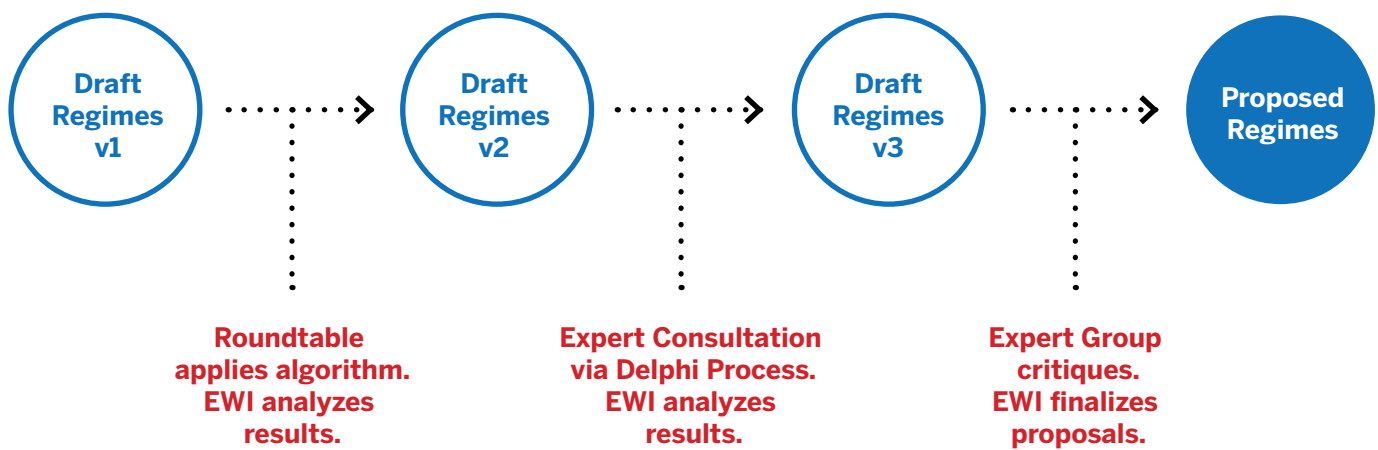 Draft
Regimes
v1
Draft
Regimes
v2
Draft
Regimes
v3
Proposed
Regimes
Roundtable
applies algorithm.
EWI analyzes
results.
Expert Consultation
via Delphi Process.
EWI analyzes
results.
Expert Group
critiques.
EWI finalizes
proposals.